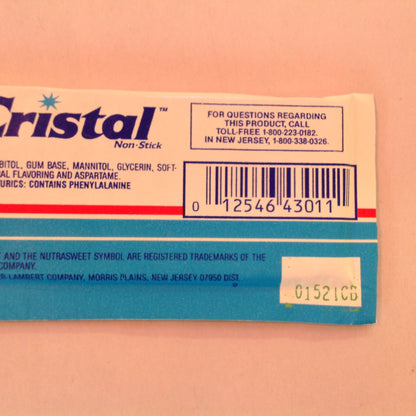 Cristal™
Non-Stick
FOR QUESTIONS REGARDING
THIS PRODUCT, CALL
TOLL-FREE 1-800-223-0182.
IN NEW JERSEY, 1-800-338-0326.
BITOL, GUM BASE, MANNITOL, GLYCERIN, SOFT-
AL FLAVORING AND ASPARTAME.
URICS: CONTAINS PHENYLALANINE
0 12546 43011
AND THE NUTRASWEET SYMBOL ARE REGISTERED TRADEMARKS OF THE
COMPANY.
R-LAMBERT COMPANY, MORRIS PLAINS, NEW JERSEY 07950 DIST.
01521CB